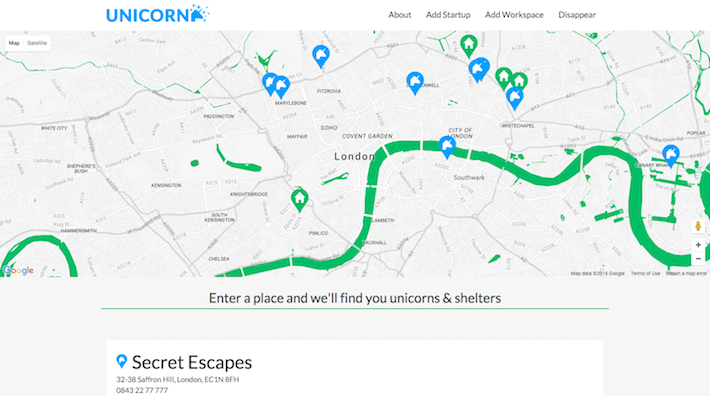 UNICORN
About Add Startup Add Workspace Disappear
Map Satellite
FITZROVIA
MARYLEBONE
CLERKENWELL
PADDINGTON
WHITE CITY
SOHO
MAYFAIR
COVENT GARDEN
CITY OF
LONDON
WHITECHAPEL
POPLAR
London
SHEPHERD'S
BUSH
KENSINGTON
KNIGHTSBRIDGE
Southwark
CANARY WHARF
SOUTH
KENSINGTON
HAMMERSMITH
PIMLICO
LAMBETH
VAUXHALL
CHELSEA
Google
Map data ©2016 Google Terms of Use Report a map error
Enter a place and we'll find you unicorns & shelters
Secret Escapes
32-38 Saffron Hill, London, EC1N 8FH
0843 22 77 777